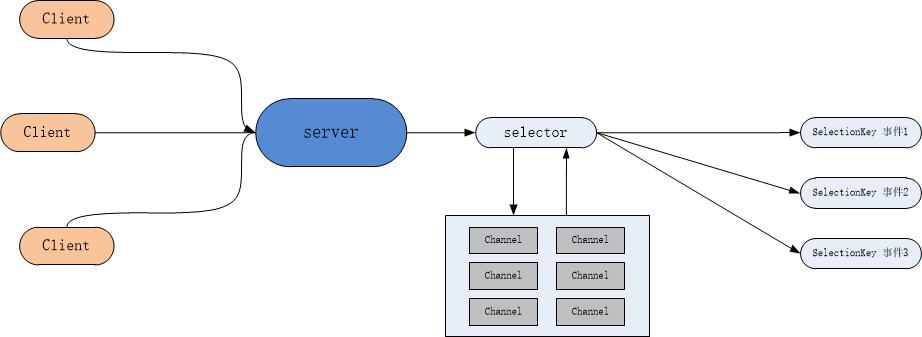 Client
Client
Client
server
selector
Channel
Channel
Channel
Channel
Channel
Channel
SelectionKey 事件1
SelectionKey 事件2
SelectionKey 事件3